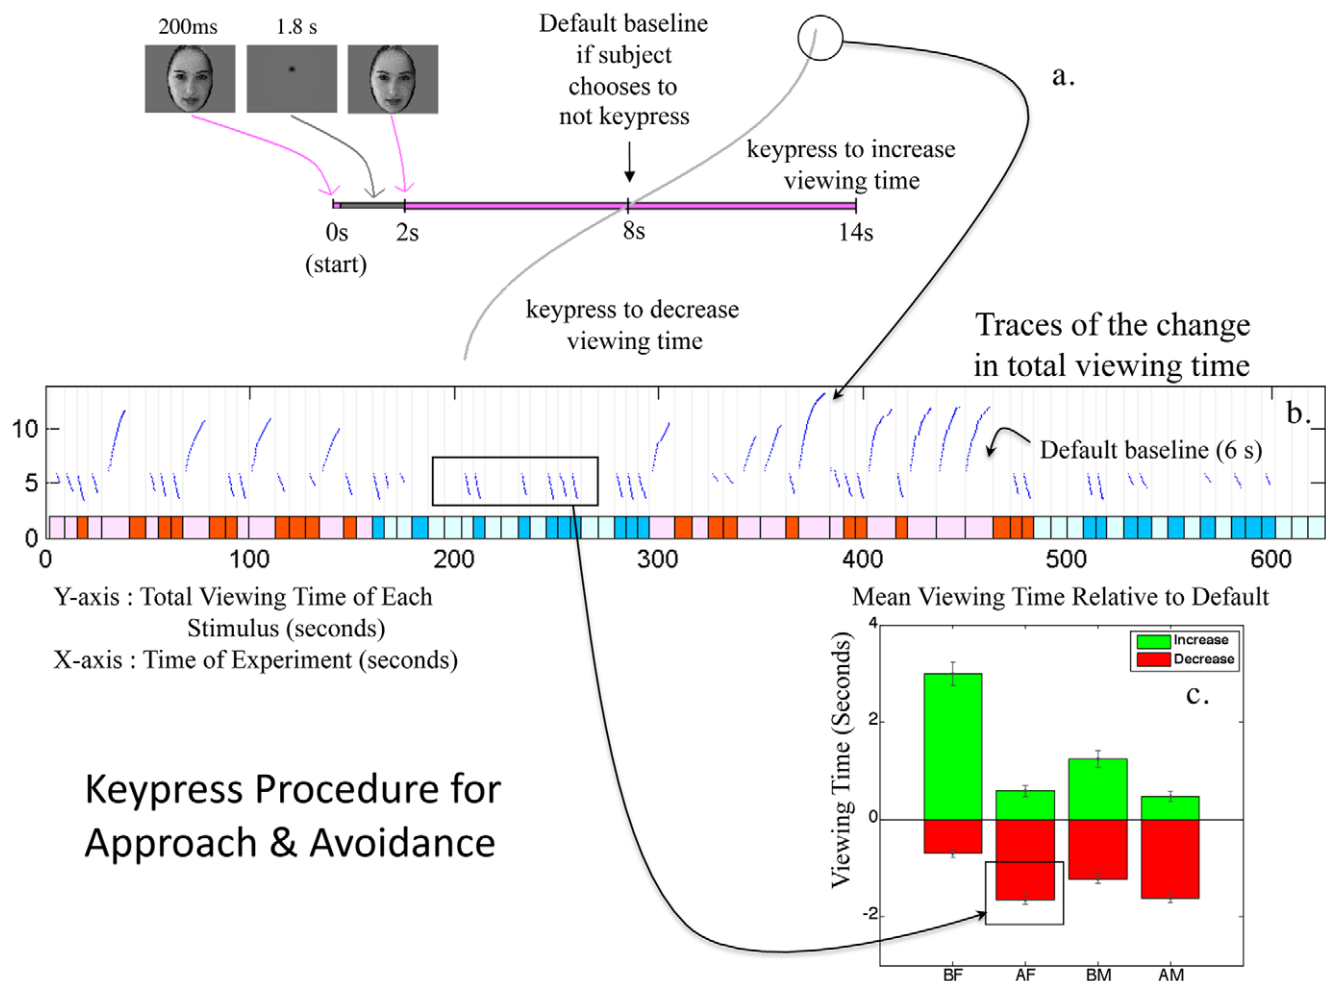 200ms
1.8 s
Default baseline
if subject
chooses to
not keypress
a.
keypress to increase
viewing time
0s
(start)
2s
8s
14s
keypress to decrease
viewing time
Traces of the change
in total viewing time
b.
10
5
0
Default baseline (6 s)
0
100
200
300
400
500
600
Y-axis : Total Viewing Time of Each
Stimulus (seconds)
X-axis : Time of Experiment (seconds)
Mean Viewing Time Relative to Default
Keypress Procedure for
Approach & Avoidance
Viewing Time (Seconds)
4
2
0
-2
Increase
Decrease
c.
BF
AF
BM
AM